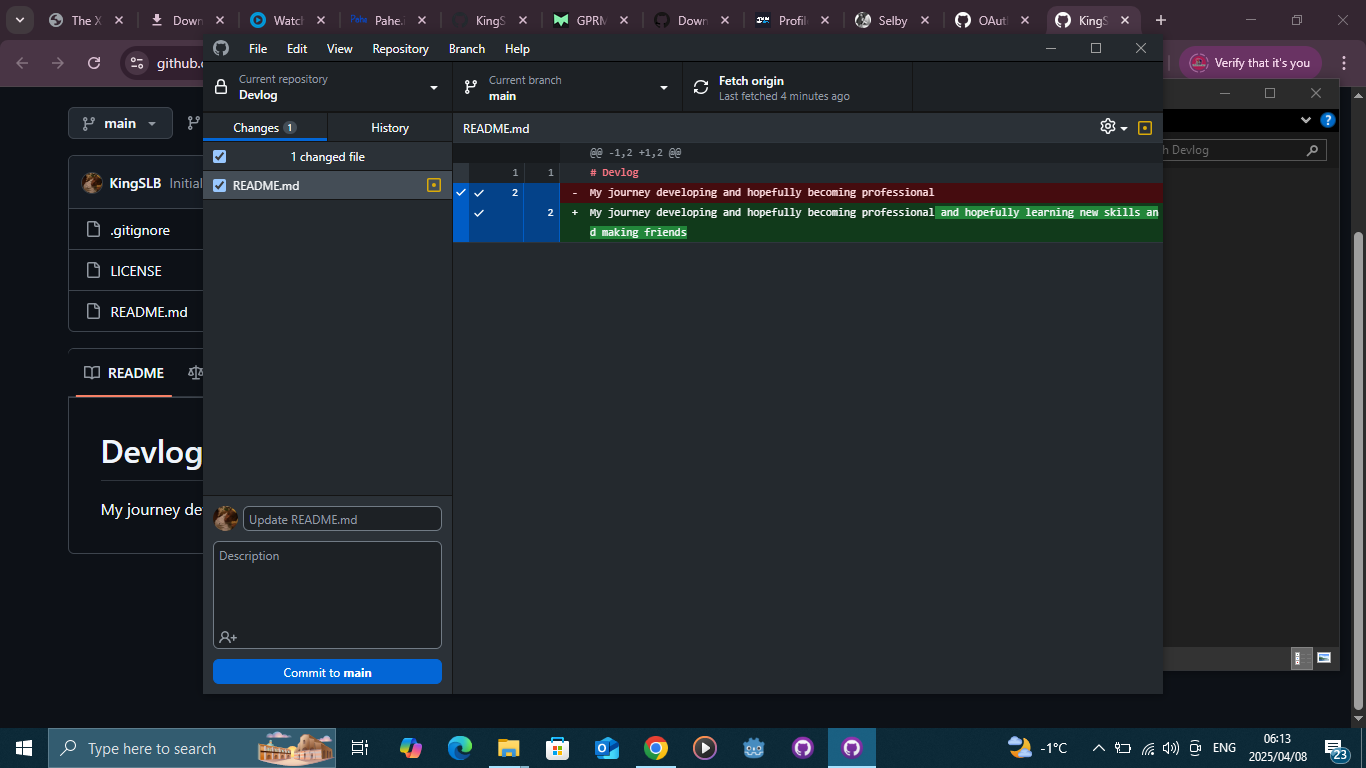 The X
Down
Watch
Pahe.i
KingS
GPRM
Down
Profile
Selby
OAuth
KingS
github.c
Verify that it's you
File Edit View Repository Branch Help
Current repository
Devlog
Current branch
main
Fetch origin
Last fetched 4 minutes ago
main
Changes 1
History
README.md
h Devlog
1 changed file
README.md
KingSLB Initial
.gitignore
LICENSE
README.md
README
Devlog
My journey de
@@ -1,2 +1,2 @@
1 1 # Devlog
2 - My journey developing and hopefully becoming professional
2 + My journey developing and hopefully becoming professional and hopefully learning new skills an
d making friends
Update README.md
Description
Commit to main
Type here to search
-1°C
ENG
06:13
2025/04/08
23